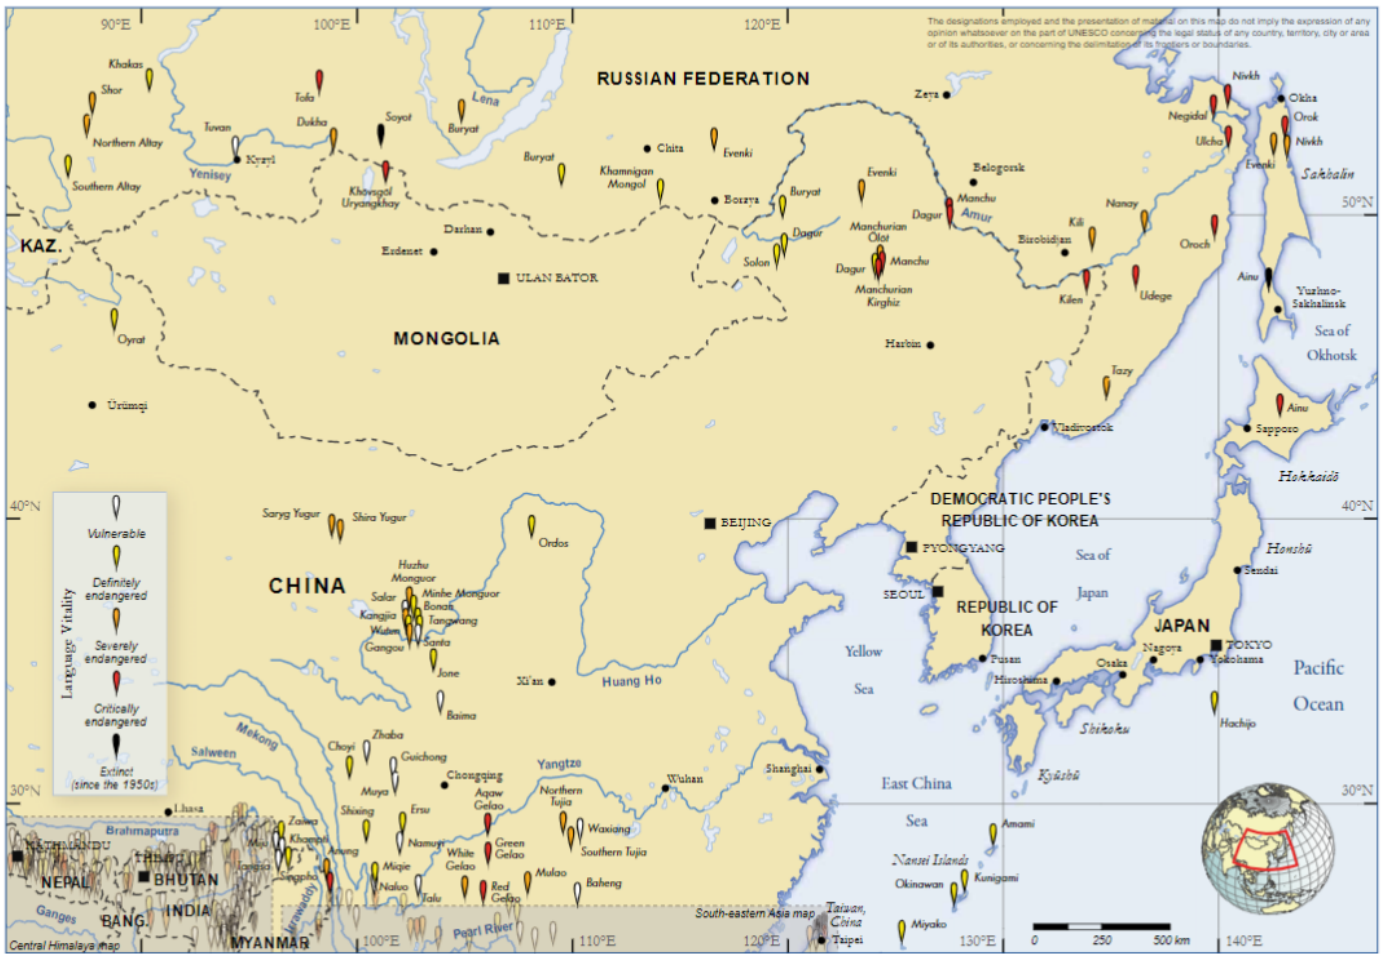 90°E
100°E
110°E
120°E
The designations employed and the presentation of material on this map do not imply the expression of any
opinion whatsoever on the part of UNESCO concerning the legal status of any country, territory, city or area
or of its authorities, or concerning the delimitation of its frontiers or boundaries.
RUSSIAN FEDERATION
Khakas
Shor
Northern Altay
Southern Altay
Tuvan
Kyzyl
Yenisey
Tofa
Dukha
Soyot
Khövsgöl
Uryangkhay
Lena
Buryat
Buryat
Khamnigan
Mongol
Chita
Borzya
Evenki
Zeya
Buryat
Dagur
Solon
Evenki
Belogorsk
Manchu
Dagur
Amur
Manchurian
Ölöt
Dagur
Manchu
Manchurian
Kirghiz
Nivkh
Negidal
Ulcha
Okha
Orok
Nivkh
Evenki
Sakhalin
50°N
Nanay
Kili
Birobidjan
Oroch
Kilen
Udege
Ainu
Yuzhno-
Sakhalinsk
Sea of
Okhotsk
KAZ.
Darhan
Erdenet
ULAN BATOR
MONGOLIA
Oyrat
Harbin
Tazy
Ürümqi
Vladivostok
Ainu
Sapporo
Hokkaidō
40°N
40°N
Language Vitality
Vulnerable
Definitely
endangered
Severely
endangered
Critically
endangered
Extinct
(since the 1950s)
Saryg Yugur
Shira Yugur
Ordos
BEIJING
DEMOCRATIC PEOPLE'S
REPUBLIC OF KOREA
PYONGYANG
SEOUL
REPUBLIC OF
KOREA
Pusan
Sea of
Japan
Honshū
Sendai
JAPAN
TOKYO
Nagoya
Yokohama
Osaka
Hiroshima
Shikoku
Kyūshū
Hachijo
Pacific
Ocean
CHINA
Huzhu
Monguor
Salar
Minhe Monguor
Bonan
Kangjia
Tangwang
Wutun
Santa
Gangou
Jone
Baima
Xi'an
Huang Ho
Yellow
Sea
Mekong
Salween
Choyi
Zhaba
Guichong
Muya
Chongqing
Yangtze
Wuhan
Shanghai
East China
Sea
30°N
30°N
Lhasa
Brahmaputra
Shixing
Ersu
Namuyi
Aqaw
Gelao
Green
Gelao
White
Gelao
Red
Gelao
Northern
Tujia
Waxiang
Southern Tujia
Mulao
Baheng
Miqie
Naluo
Talu
Zaiwa
Khampti
Miju
Tangsa
Singpho
Anung
KATHMANDU
NEPAL
THIMPU
BHUTAN
INDIA
BANG.
Ganges
Irrawaddy
MYANMAR
Central Himalaya map
Pearl River
South-eastern Asia map
Taiwan,
China
Taipei
Amami
Nansei Islands
Kunigami
Okinawan
Miyako
100°E
110°E
120°E
130°E
140°E
0
250
500 km